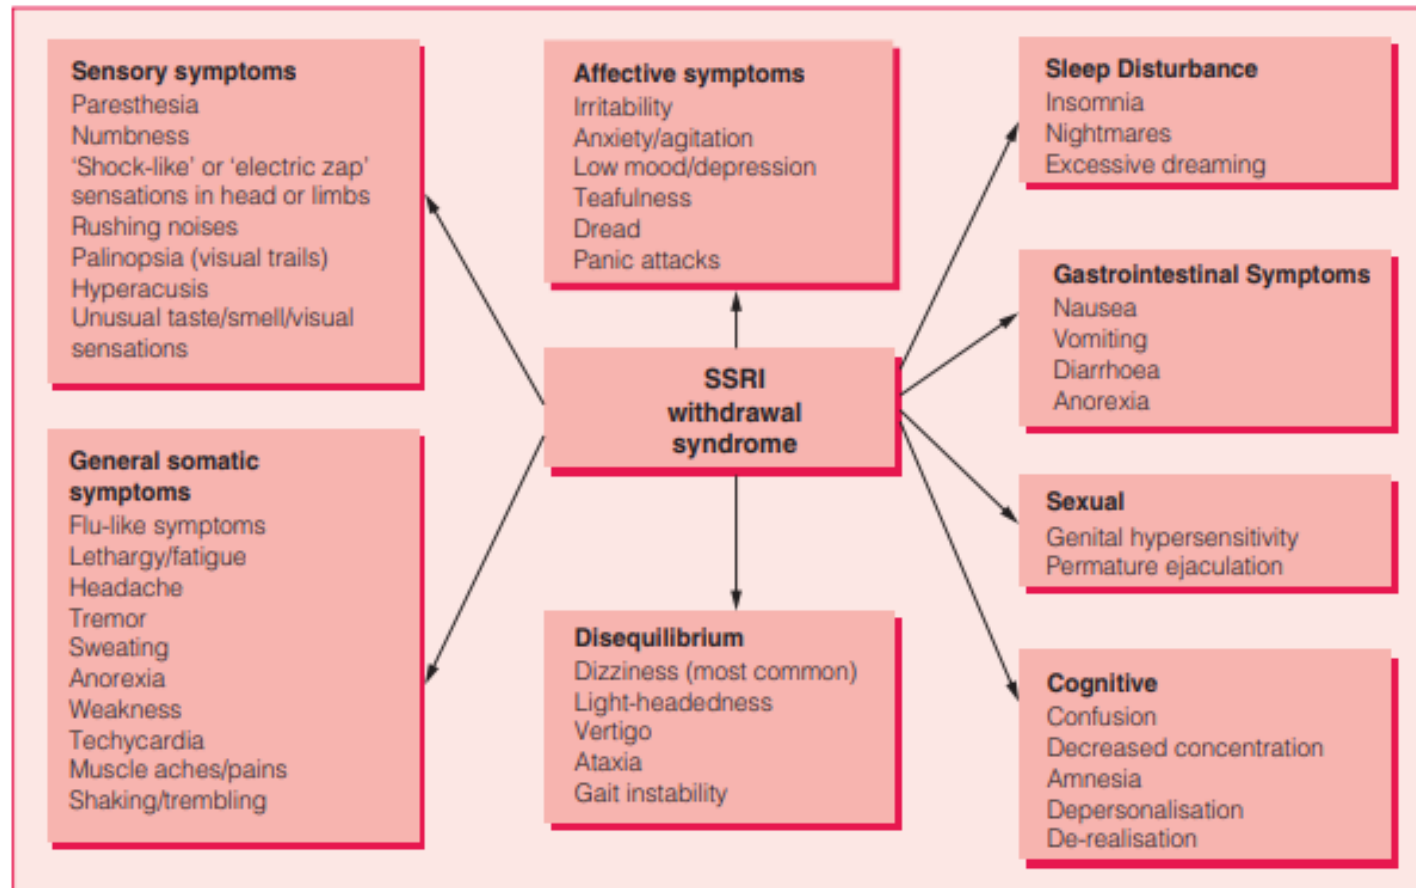 Sensory symptoms
Paresthesia
Numbness
‘Shock-like’ or ‘electric zap’
sensations in head or limbs
Rushing noises
Palinopsia (visual trails)
Hyperacusis
Unusual taste/smell/visual
sensations
General somatic
symptoms
Flu-like symptoms
Lethargy/fatigue
Headache
Tremor
Sweating
Anorexia
Weakness
Techycardia
Muscle aches/pains
Shaking/trembling
Affective symptoms
Irritability
Anxiety/agitation
Low mood/depression
Teafulness
Dread
Panic attacks
SSRI
withdrawal
syndrome
Disequilibrium
Dizziness (most common)
Light-headedness
Vertigo
Ataxia
Gait instability
Sleep Disturbance
Insomnia
Nightmares
Excessive dreaming
Gastrointestinal Symptoms
Nausea
Vomiting
Diarrhoea
Anorexia
Sexual
Genital hypersensitivity
Permature ejaculation
Cognitive
Confusion
Decreased concentration
Amnesia
Depersonalisation
De-realisation